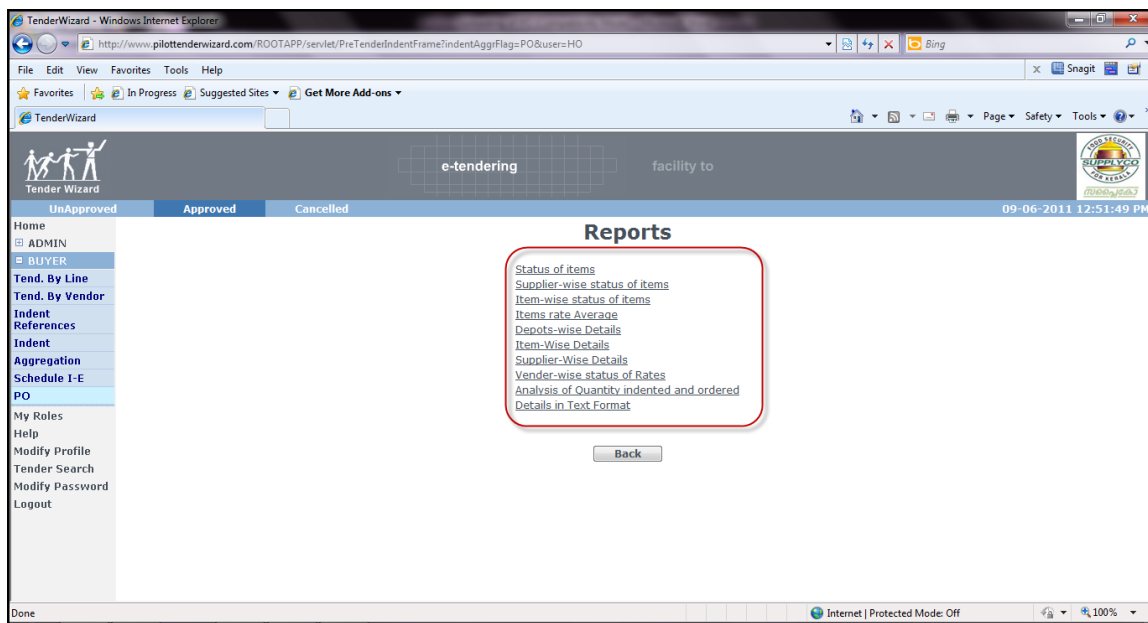 TenderWizard - Windows Internet Explorer
http://www.pilottenderwizard.com/ROOTAPP/servlet/PreTenderIndentFrame?indentAggrFlag=PO&user=HO
Bing
File Edit View Favorites Tools Help
x Snagit
Favorites In Progress Suggested Sites Get More Add-ons
TenderWizard
Page Safety Tools
Tender Wizard
e-tendering facility to
FOOD SECURITY
SUPPLYCO
FOR KERALA
സപ്ലൈകോ
UnApproved Approved Cancelled 09-06-2011 12:51:49 PM
Home
ADMIN
BUYER
Tend. By Line
Tend. By Vendor
Indent
References
Indent
Aggregation
Schedule I-E
PO
My Roles
Help
Modify Profile
Tender Search
Modify Password
Logout
Reports
Status of items
Supplier-wise status of items
Item-wise status of items
Items rate Average
Depots-wise Details
Item-Wise Details
Supplier-Wise Details
Vender-wise status of Rates
Analysis of Quantity indented and ordered
Details in Text Format
Back
Done
Internet | Protected Mode: Off
100%